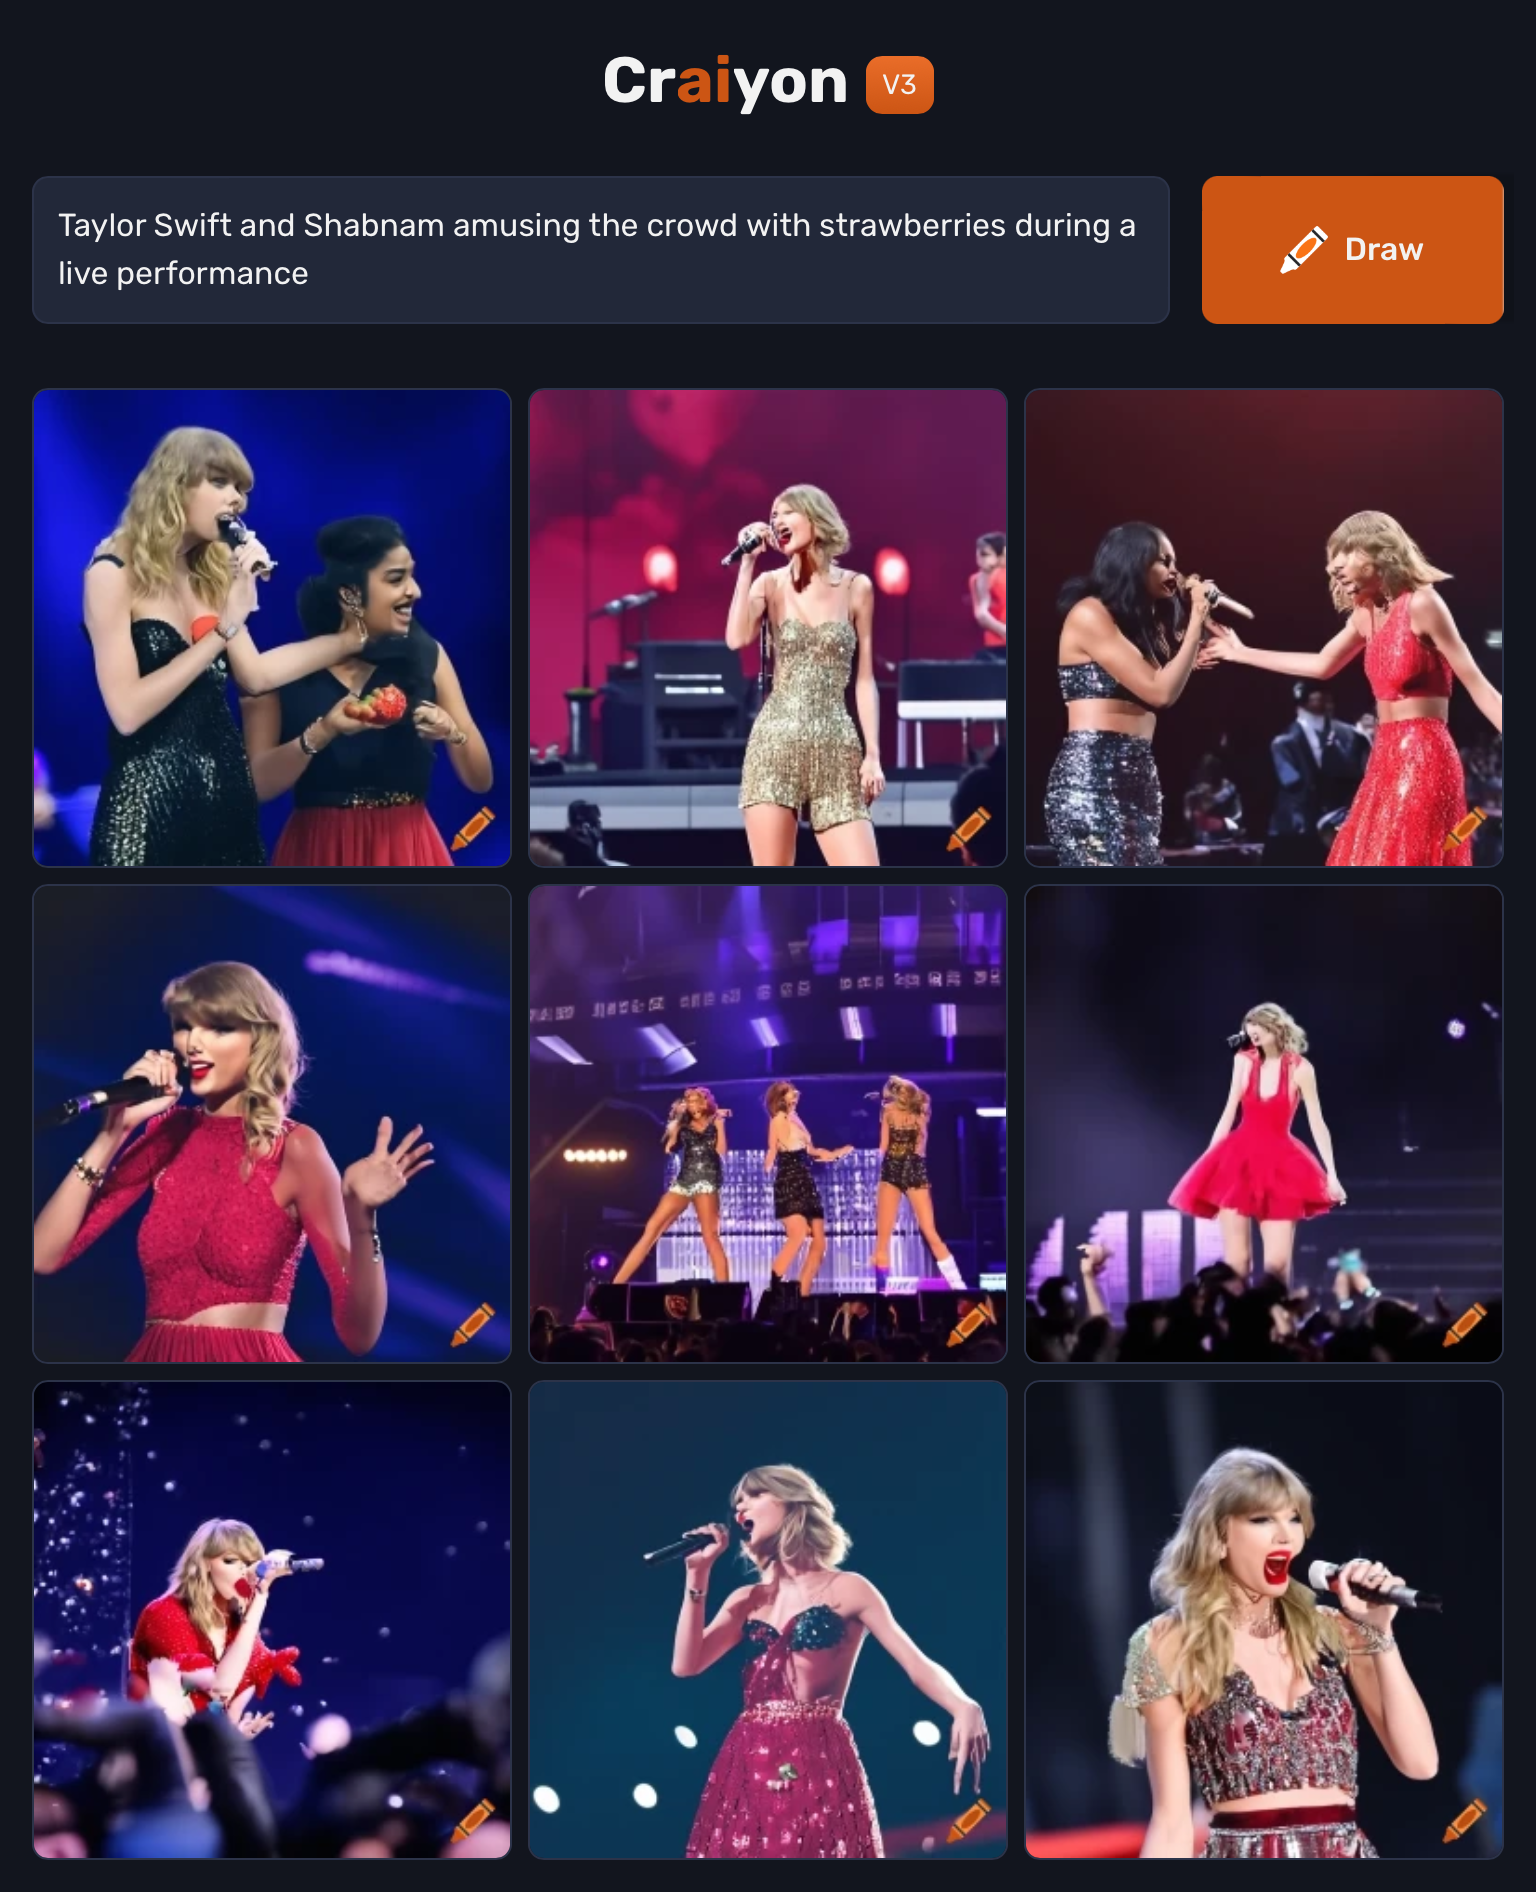 Craiyon V3
Taylor Swift and Shabnam amusing the crowd with strawberries during a
live performance
Draw